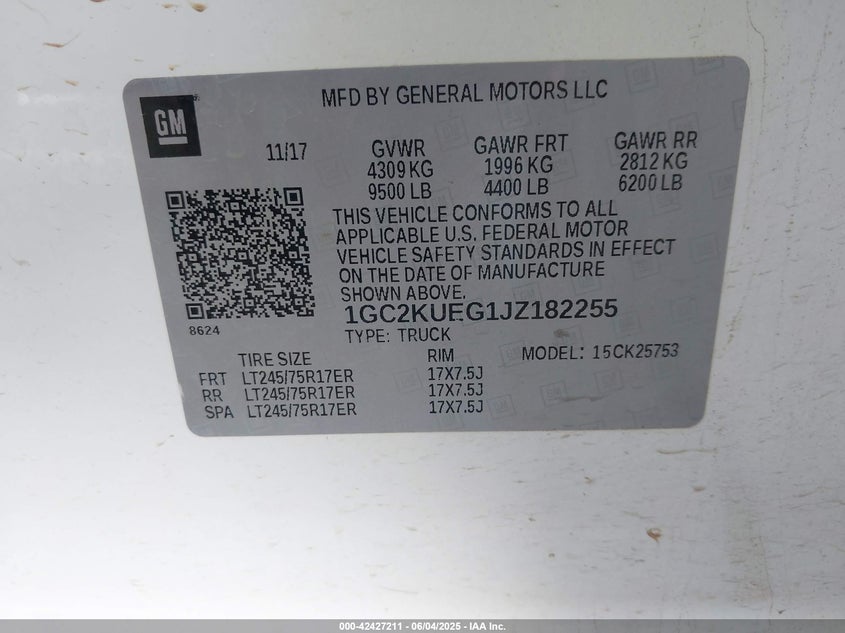 MFD BY GENERAL MOTORS LLC
GM
11/17
GVWR GAWR FRT GAWR RR
4309 KG 1996 KG 2812 KG
9500 LB 4400 LB 6200 LB
THIS VEHICLE CONFORMS TO ALL
APPLICABLE U.S. FEDERAL MOTOR
VEHICLE SAFETY STANDARDS IN EFFECT
ON THE DATE OF MANUFACTURE
SHOWN ABOVE.
1GC2KUEG1JZ182255
8624
TYPE: TRUCK
TIRE SIZE RIM MODEL: 15CK25753
FRT LT245/75R17ER 17X7.5J
RR LT245/75R17ER 17X7.5J
SPA LT245/75R17ER 17X7.5J
000-42427211 - 06/04/2025 - IAA Inc.